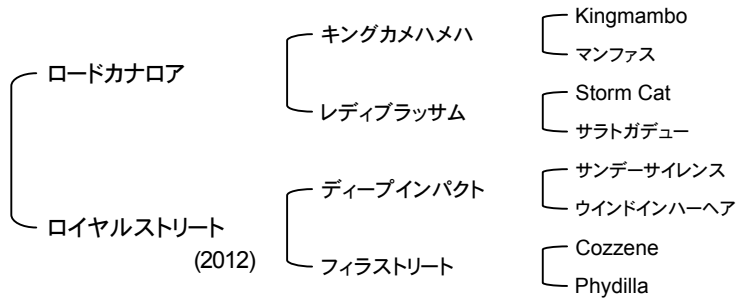 Kingmambo
キングカメハメハ
マンファス
ロードカナロア
Storm Cat
レディブラッサム
サラトガデュー
サンデーサイレンス
ディープインパクト
ウインドインハーヘア
ロイヤルストリート
(2012)
Cozzene
フィラストリート
Phydilla